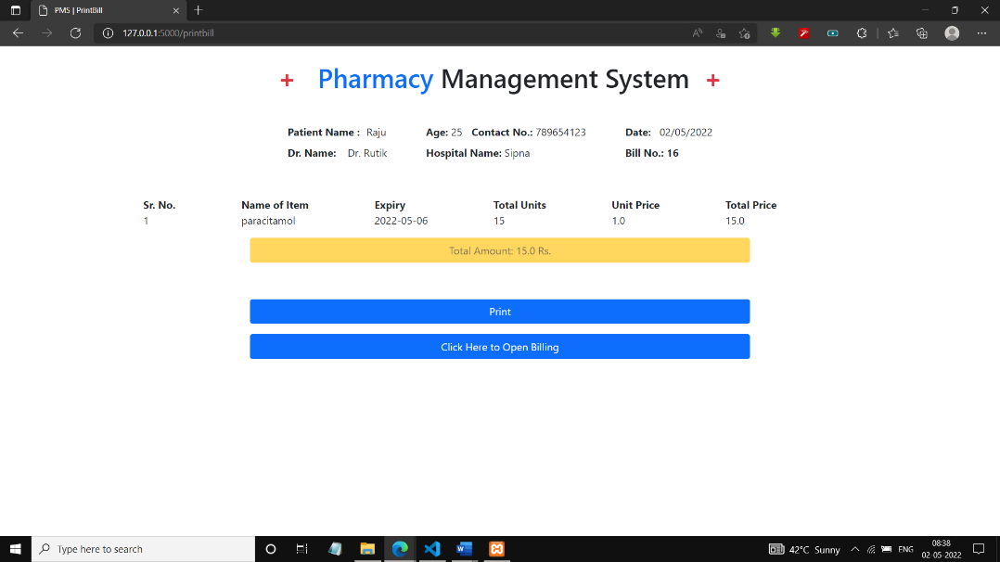 PMS | PrintBill
127.0.0.1:5000/printbill
+ Pharmacy Management System +
Patient Name : Raju Age: 25 Contact No.: 789654123 Date: 02/05/2022
Dr. Name: Dr. Rutik Hospital Name: Sipna Bill No.: 16
Sr. No. Name of Item Expiry Total Units Unit Price Total Price
1 paracitamol 2022-05-06 15 1.0 15.0
Total Amount: 15.0 Rs.
Print
Click Here to Open Billing
Type here to search 42°C Sunny ENG 08:38
02-05-2022